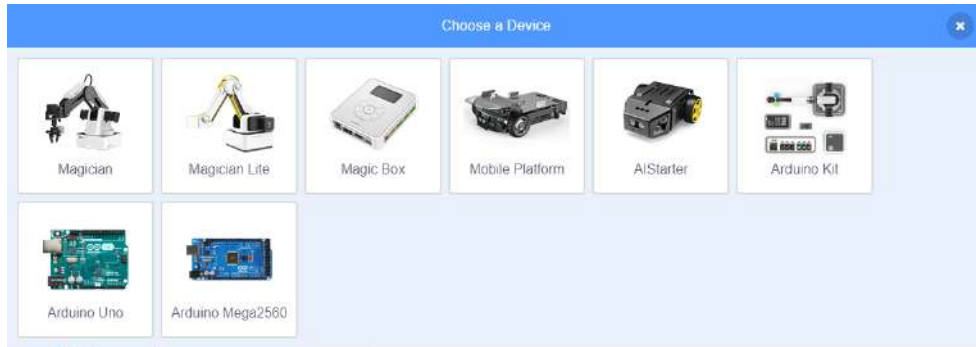 Choose a Device
Magician
Magician Lite
Magic Box
Mobile Platform
AIStarter
Arduino Kit
Arduino Uno
Arduino Mega2560